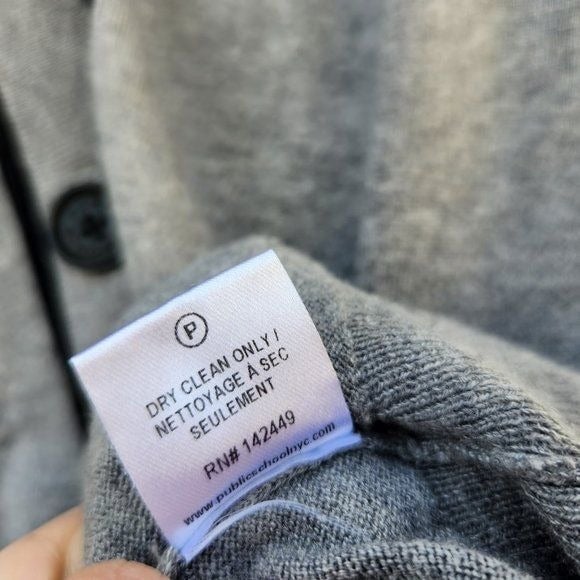 P
DRY CLEAN ONLY /
NETTOYAGE À SEC
SEULEMENT
RN# 142449
www.publicschoolnyc.com